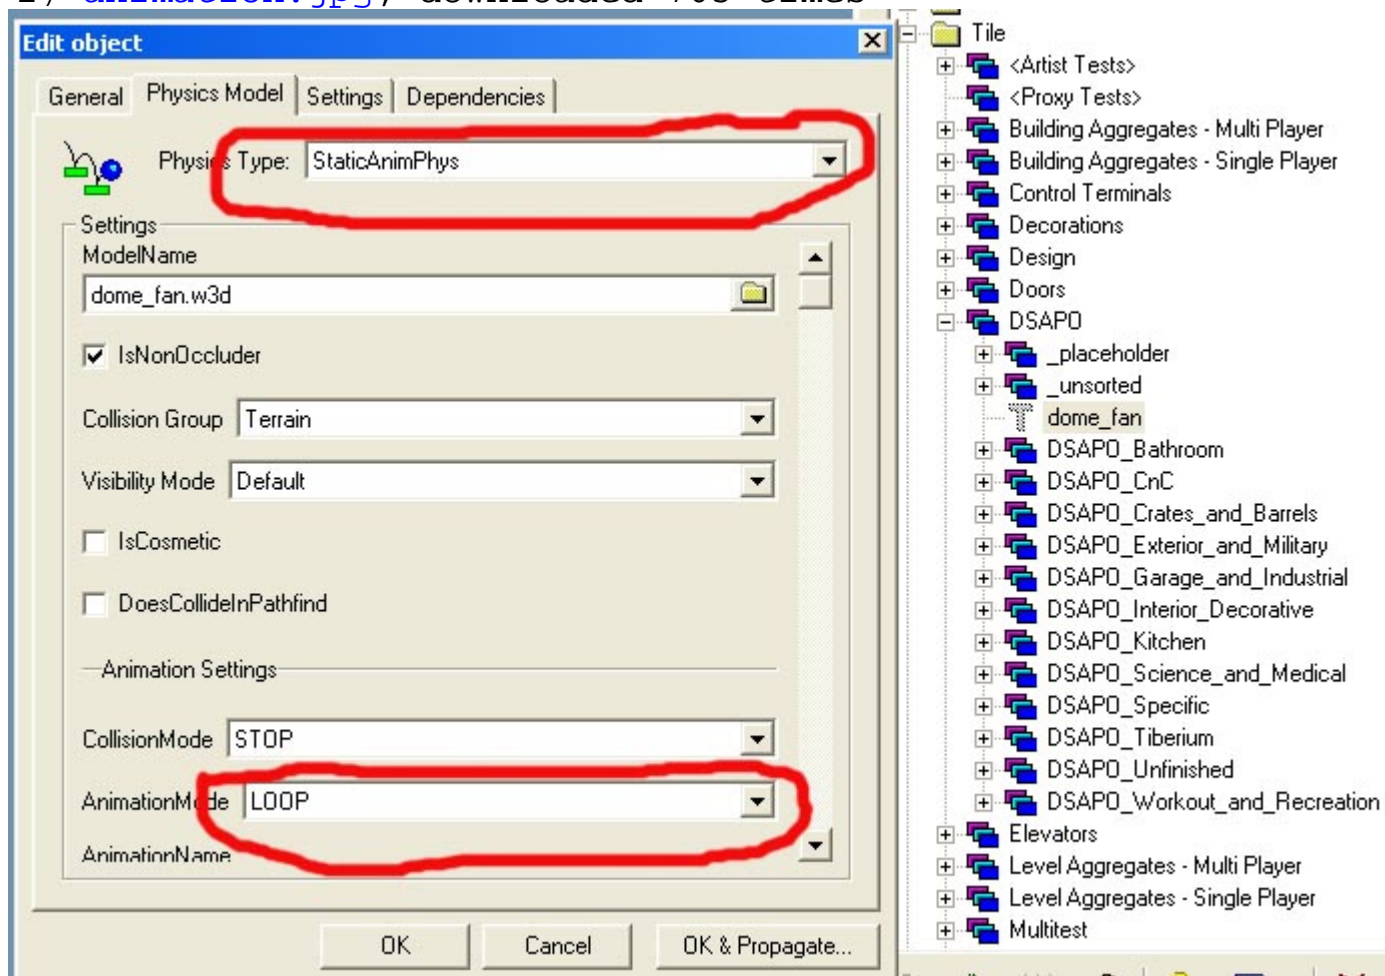 Edit object
General Physics Model Settings Dependencies
Physics Type: StaticAnimPhys
Settings
ModelName
dome_fan.w3d
IsNonOccluder
Collision Group Terrain
Visibility Mode Default
IsCosmetic
DoesCollideInPathfind
Animation Settings
CollisionMode STOP
AnimationMode LOOP
AnimationName
OK Cancel OK & Propagate...
Tile
<Artist Tests>
<Proxy Tests>
Building Aggregates - Multi Player
Building Aggregates - Single Player
Control Terminals
Decorations
Design
Doors
DSAPO
_placeholder
_unsorted
dome_fan
DSAPO_Bathroom
DSAPO_CnC
DSAPO_Crates_and_Barrels
DSAPO_Exterior_and_Military
DSAPO_Garage_and_Industrial
DSAPO_Interior_Decorative
DSAPO_Kitchen
DSAPO_Science_and_Medical
DSAPO_Specific
DSAPO_Tiberium
DSAPO_Unfinished
DSAPO_Workout_and_Recreation
Elevators
Level Aggregates - Multi Player
Level Aggregates - Single Player
Multitest